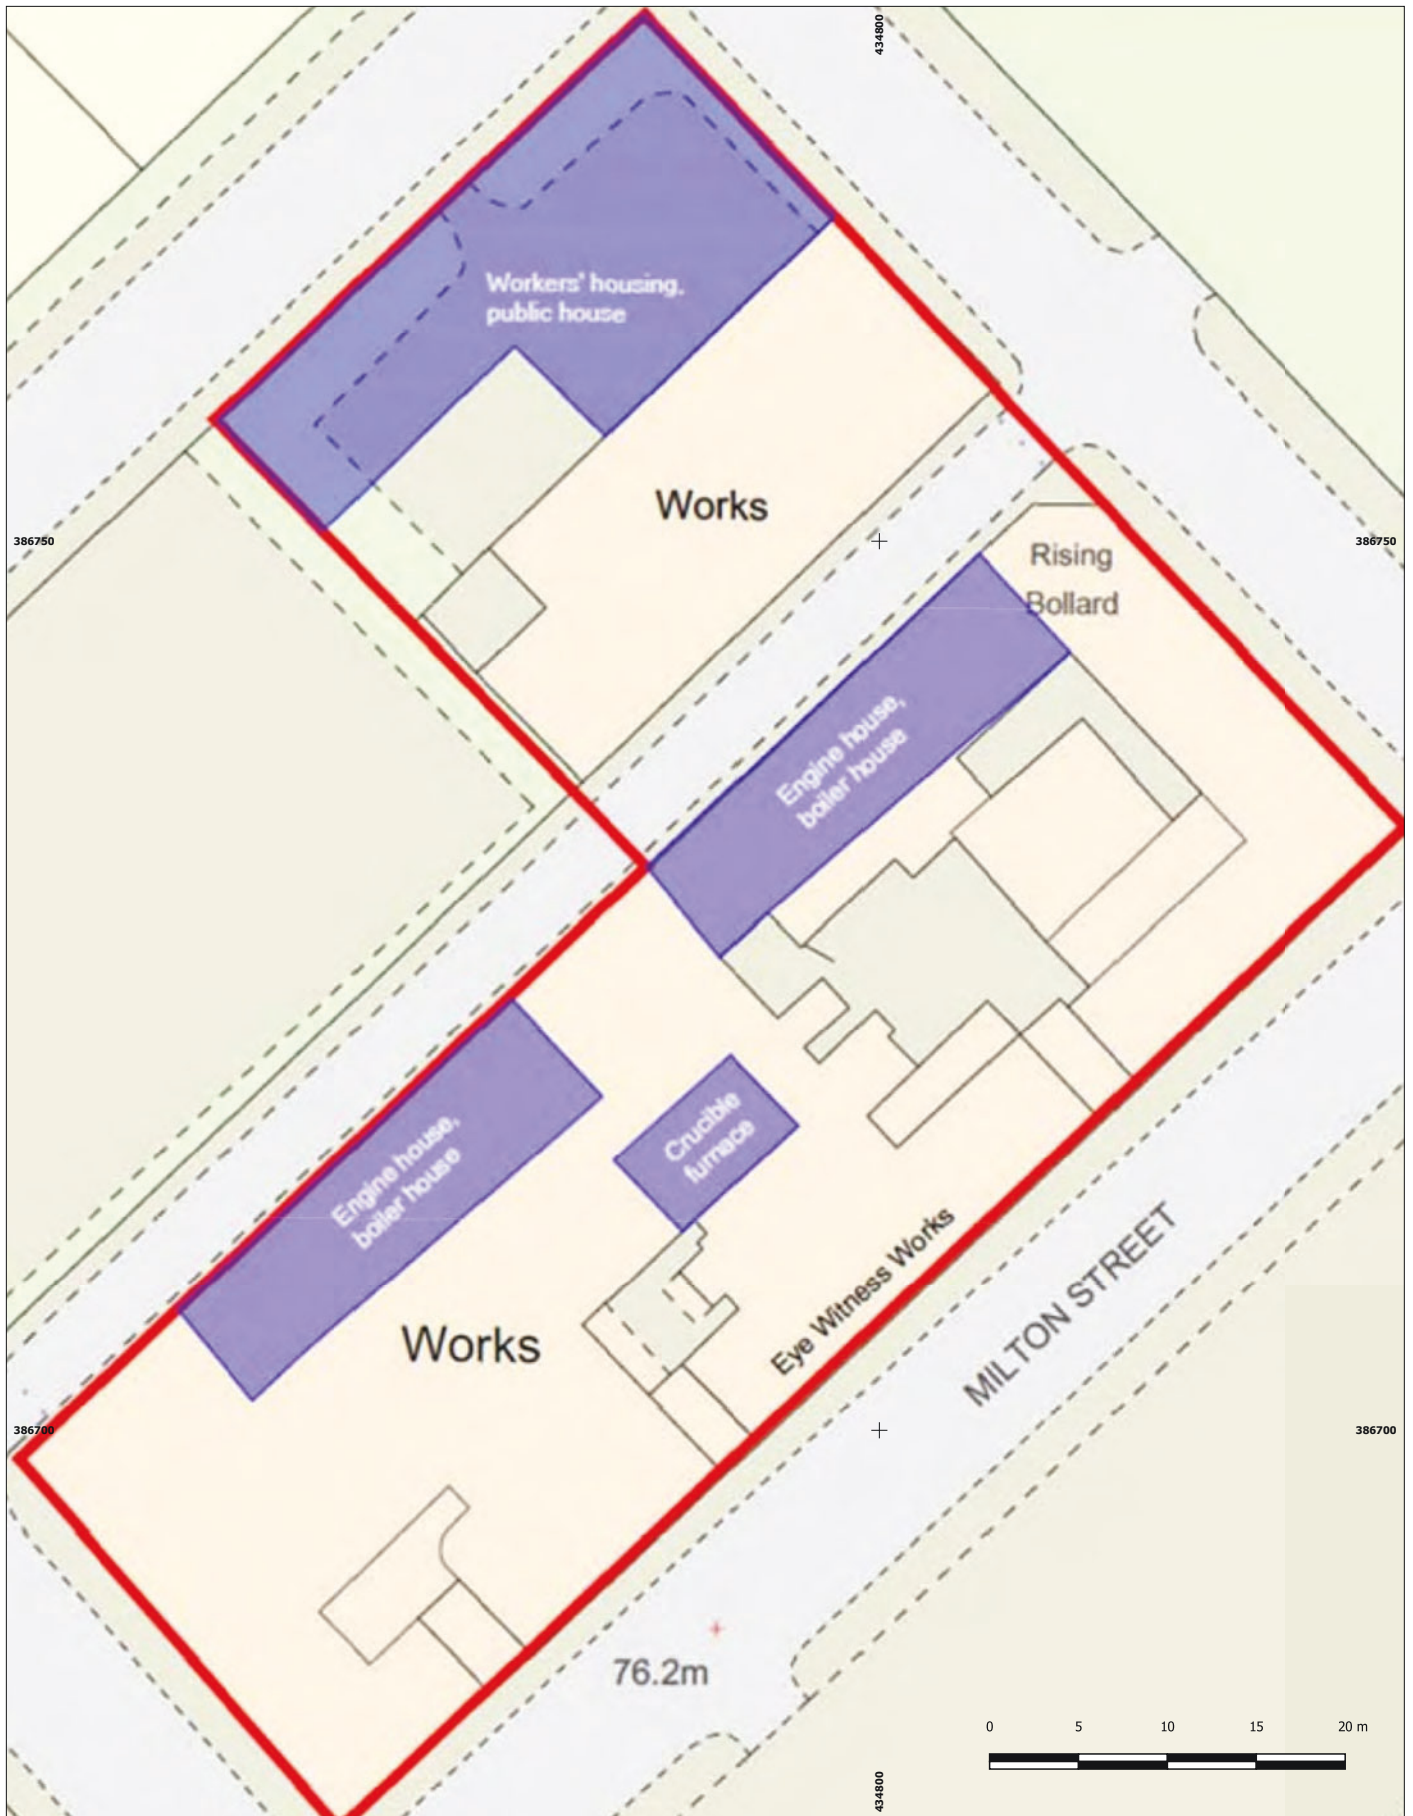 434800
Workers' housing,
public house
Works
386750
386750
Rising
Bollard
Engine house,
boiler house
Crucible
furnace
Engine house,
boiler house
Eye Witness Works
MILTON STREET
Works
386700
386700
76.2m
0 5 10 15 20 m
434800